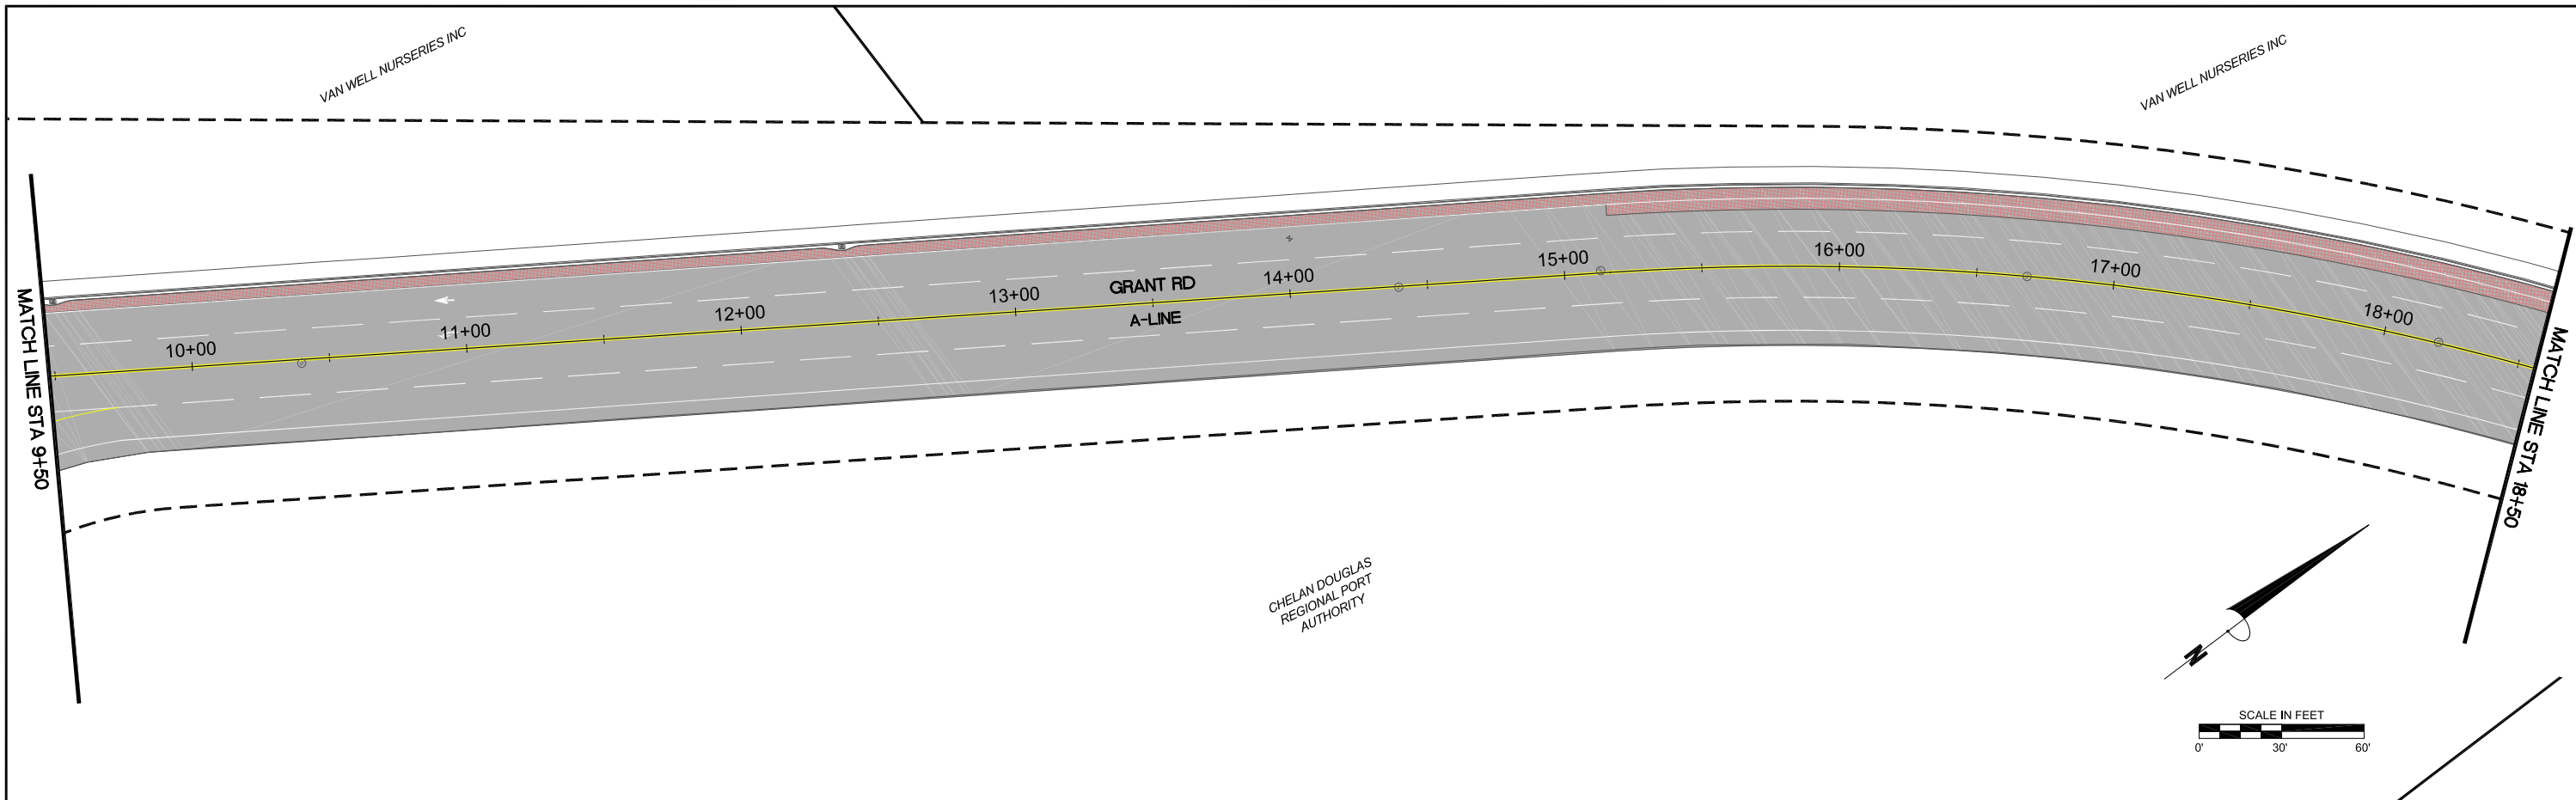 VAN WELL NURSERIES INC
VAN WELL NURSERIES INC
MATCH LINE STA 9+50
10+00
11+00
12+00
13+00
GRANT RD
A-LINE
14+00
15+00
16+00
17+00
18+00
MATCH LINE STA 18+50
CHELAN DOUGLAS
REGIONAL PORT
AUTHORITY
N
SCALE IN FEET
0' 30' 60'